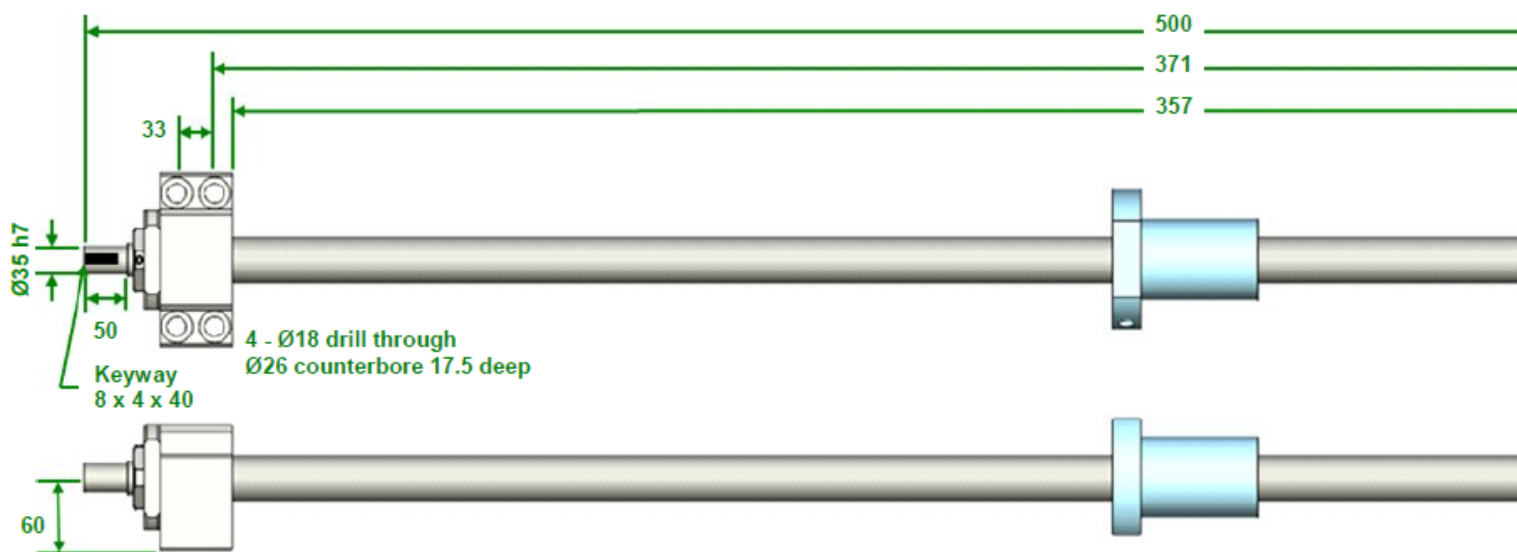 500
371
357
33
Ø35 h7
50
4 - Ø18 drill through
Ø26 counterbore 17.5 deep
Keyway
8 x 4 x 40
60